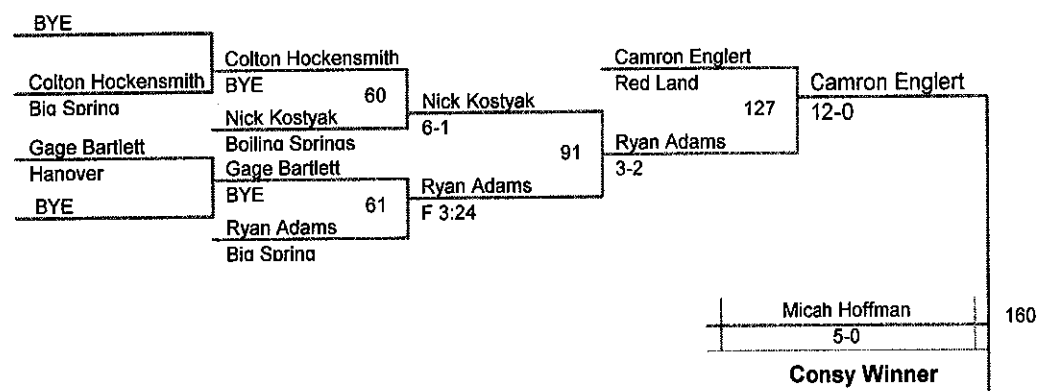 BYE
Colton Hockensmith
Big Spring
Gage Bartlett
Hanover
BYE
Colton Hockensmith
BYE
60
Nick Kostyak
Boiling Springs
Gage Bartlett
BYE
61
Ryan Adams
Big Spring
Nick Kostyak
6-1
91
Ryan Adams
F 3:24
Camron Englert
Red Land
127
Ryan Adams
3-2
Camron Englert
12-0
160
Micah Hoffman
5-0
Consy Winner